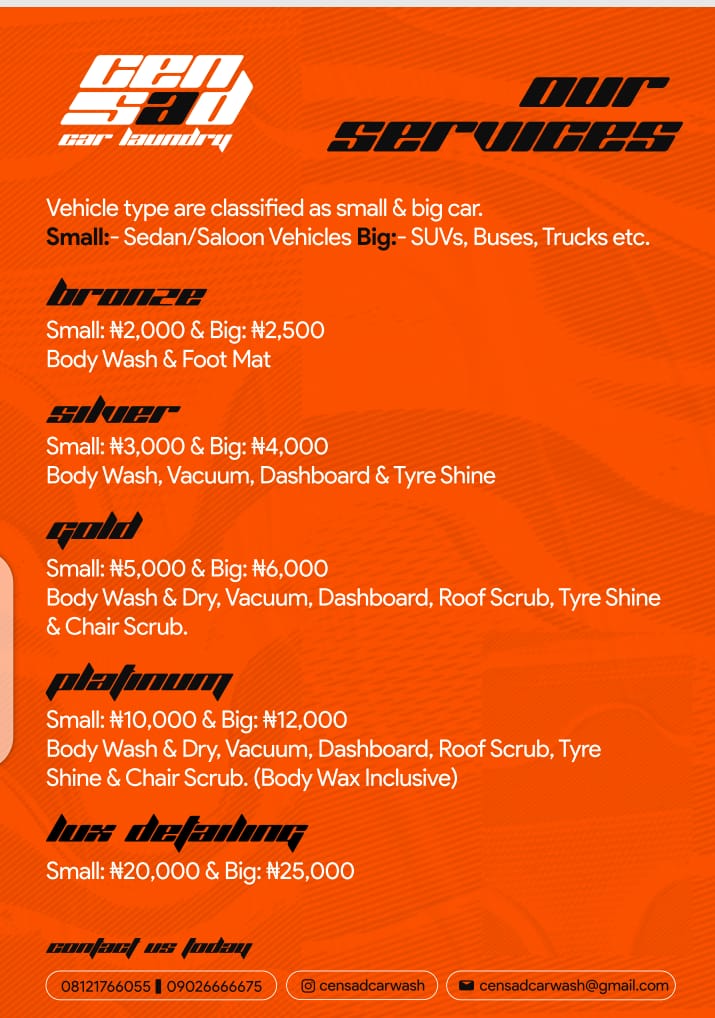 cen
sad
car laundry
our
services
Vehicle type are classified as small & big car.
Small:- Sedan/Saloon Vehicles Big:- SUVs, Buses, Trucks etc.
bronze
Small: ₦2,000 & Big: ₦2,500
Body Wash & Foot Mat
silver
Small: ₦3,000 & Big: ₦4,000
Body Wash, Vacuum, Dashboard & Tyre Shine
gold
Small: ₦5,000 & Big: ₦6,000
Body Wash & Dry, Vacuum, Dashboard, Roof Scrub, Tyre Shine
& Chair Scrub.
platinum
Small: ₦10,000 & Big: ₦12,000
Body Wash & Dry, Vacuum, Dashboard, Roof Scrub, Tyre
Shine & Chair Scrub. (Body Wax Inclusive)
lux detailing
Small: ₦20,000 & Big: ₦25,000
contact us today
08121766055 | 09026666675 censadcarwash censadcarwash@gmail.com